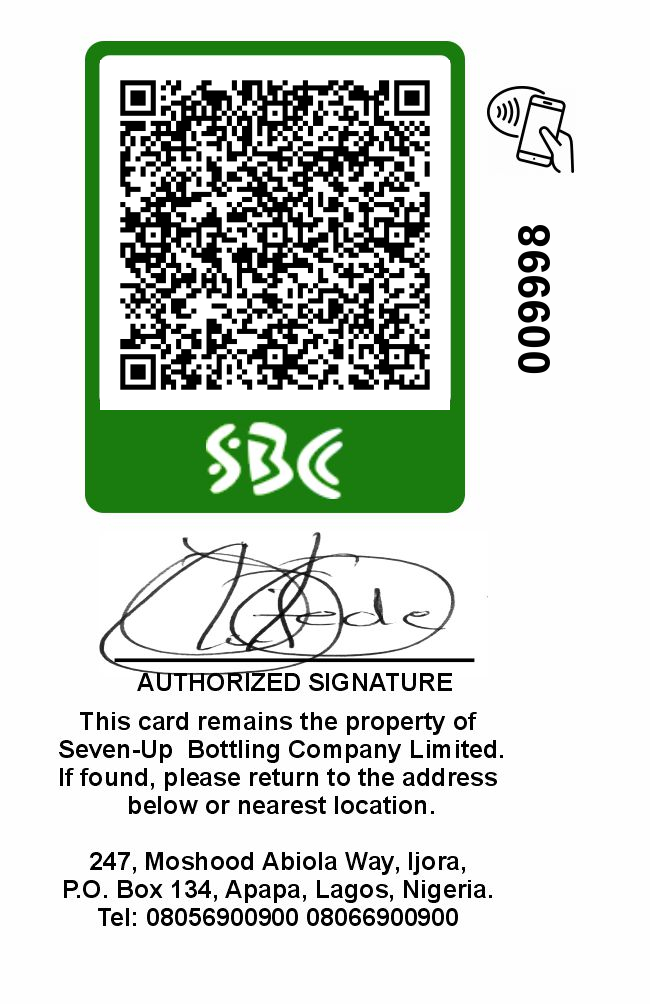 SBC
AUTHORIZED SIGNATURE
This card remains the property of
Seven-Up Bottling Company Limited.
If found, please return to the address
below or nearest location.
247, Moshood Abiola Way, Ijora,
P.O. Box 134, Apapa, Lagos, Nigeria.
Tel: 08056900900 08066900900